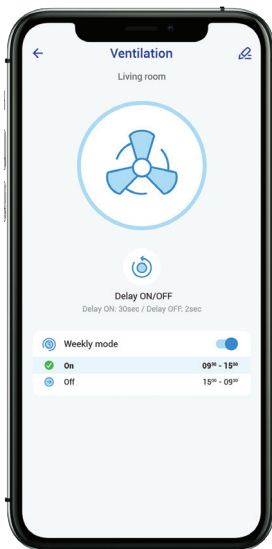 Ventilation
Living room
Delay ON/OFF
Delay ON: 30sec / Delay OFF: 2sec
Weekly mode
On 09⁰⁰ - 15⁰⁰
Off 15⁰⁰ - 09⁰⁰